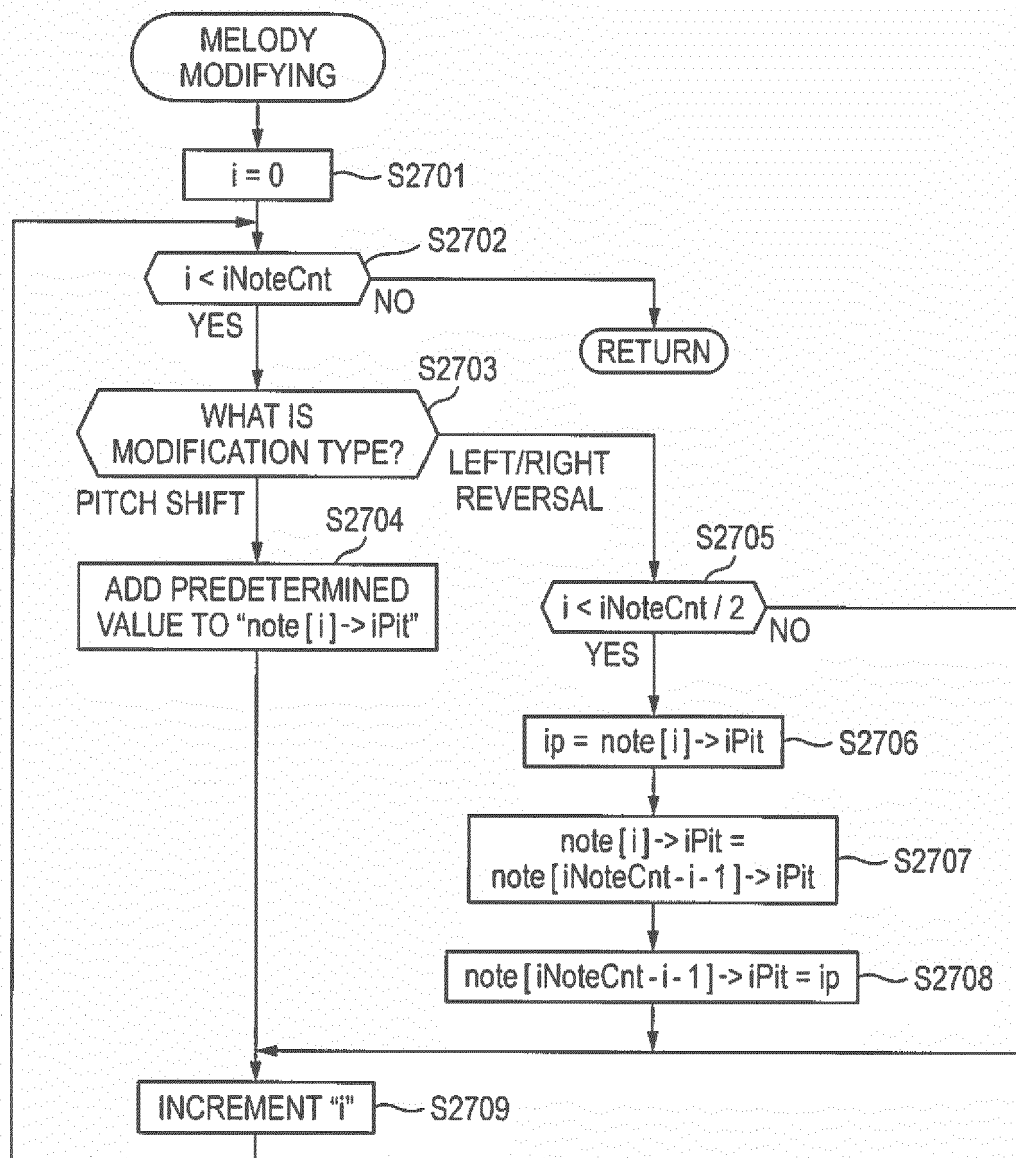 MELODY
MODIFYING
i = 0
S2701
S2702
i < iNoteCnt
NO
YES
RETURN
S2703
WHAT IS
MODIFICATION TYPE?
LEFT/RIGHT
REVERSAL
PITCH SHIFT
S2704
ADD PREDETERMINED
VALUE TO “note [ i ] -> iPit”
S2705
i < iNoteCnt / 2
NO
YES
ip = note [ i ] -> iPit
S2706
note [ i ] -> iPit =
note [ iNoteCnt - i - 1 ] -> iPit
S2707
note [ iNoteCnt - i - 1 ] -> iPit = ip
S2708
INCREMENT “i”
S2709